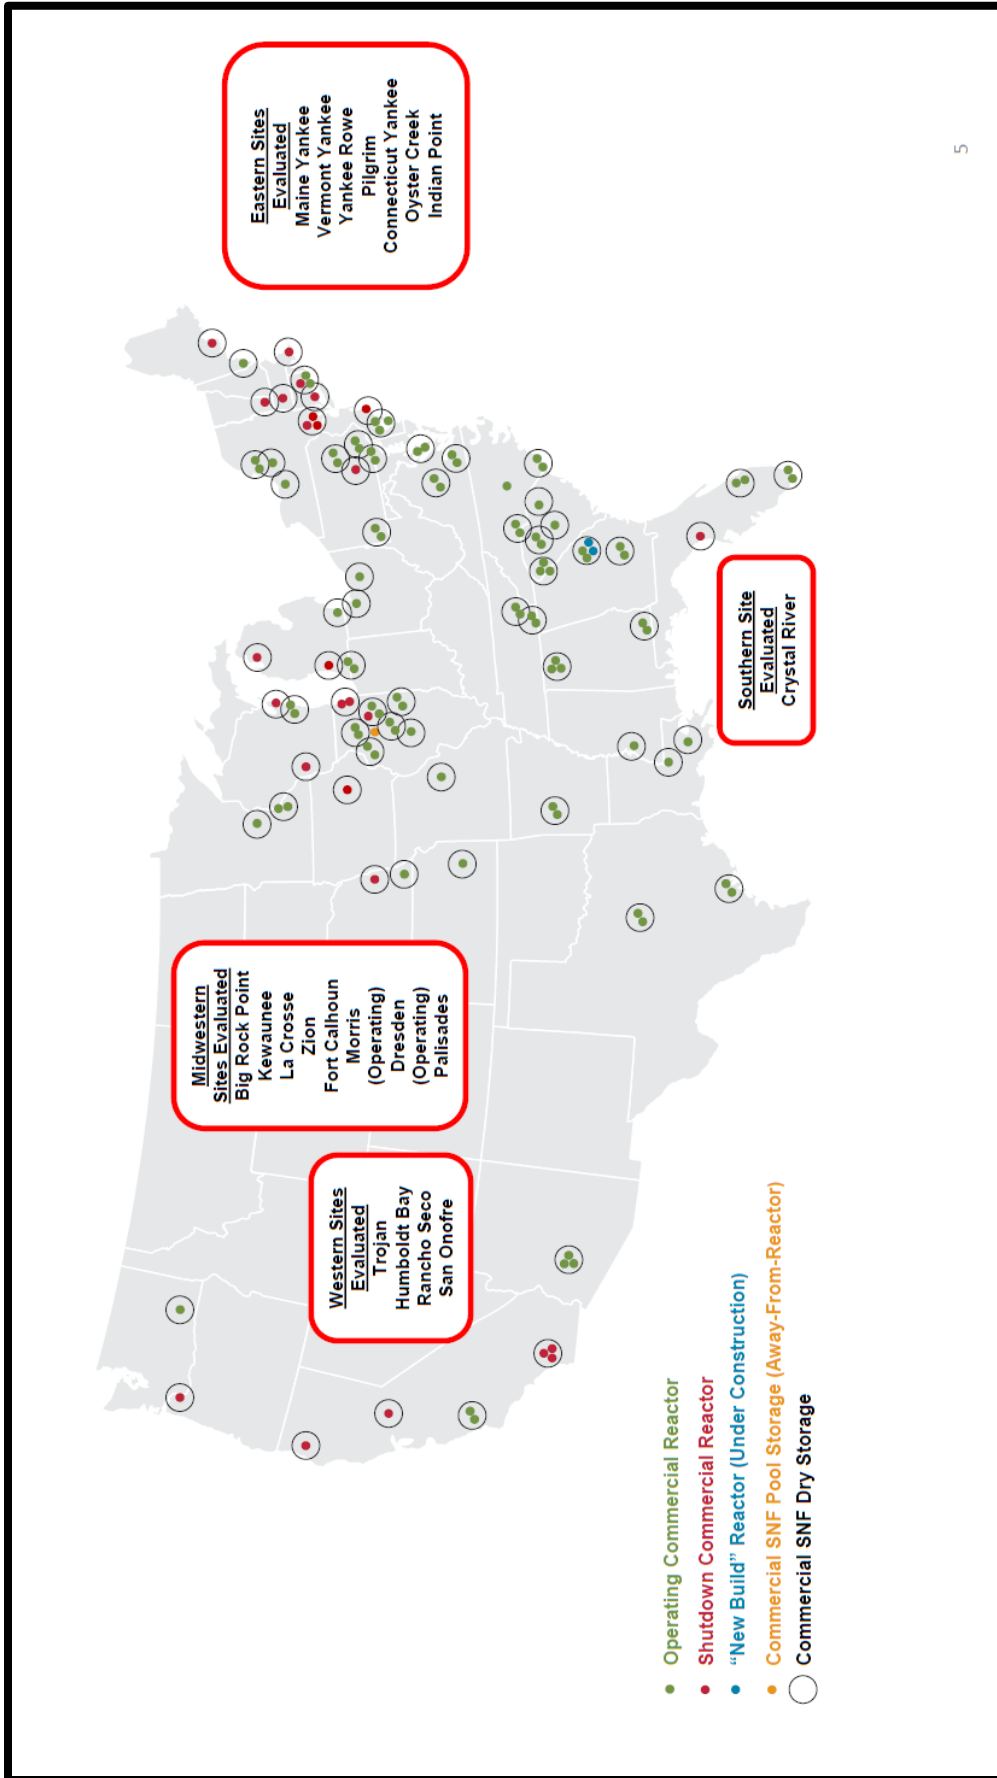 Western Sites
Evaluated
Trojan
Humboldt Bay
Rancho Seco
San Onofre
Midwestern
Sites Evaluated
Big Rock Point
Kewaunee
La Crosse
Zion
Fort Calhoun
Morris
(Operating)
Dresden
(Operating)
Palisades
Eastern Sites
Evaluated
Maine Yankee
Vermont Yankee
Yankee Rowe
Pilgrim
Connecticut Yankee
Oyster Creek
Indian Point
Southern Site
Evaluated
Crystal River
Operating Commercial Reactor
Shutdown Commercial Reactor
“New Build” Reactor (Under Construction)
Commercial SNF Pool Storage (Away-From-Reactor)
Commercial SNF Dry Storage
5